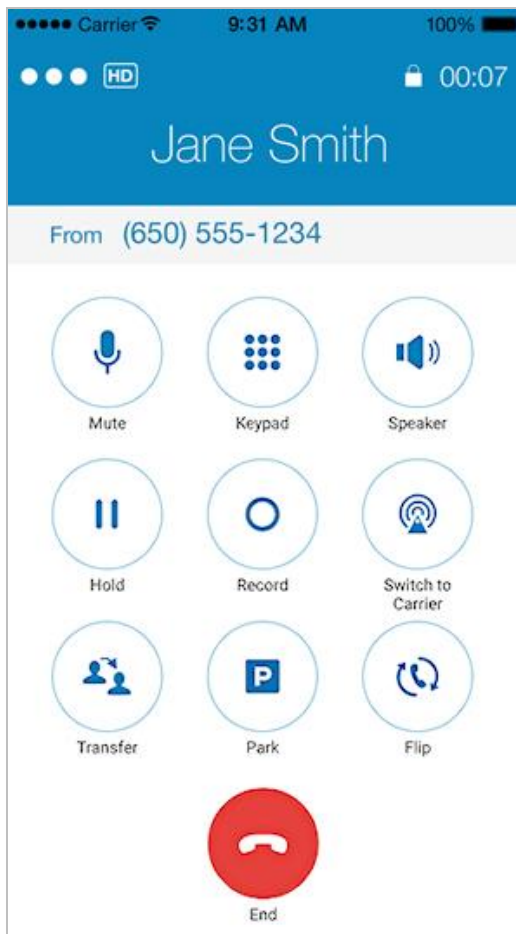 Carrier 9:31 AM 100%
HD 00:07
Jane Smith
From (650) 555-1234
Mute Keypad Speaker
Hold Record Switch to
Carrier
P
Transfer Park Flip
End